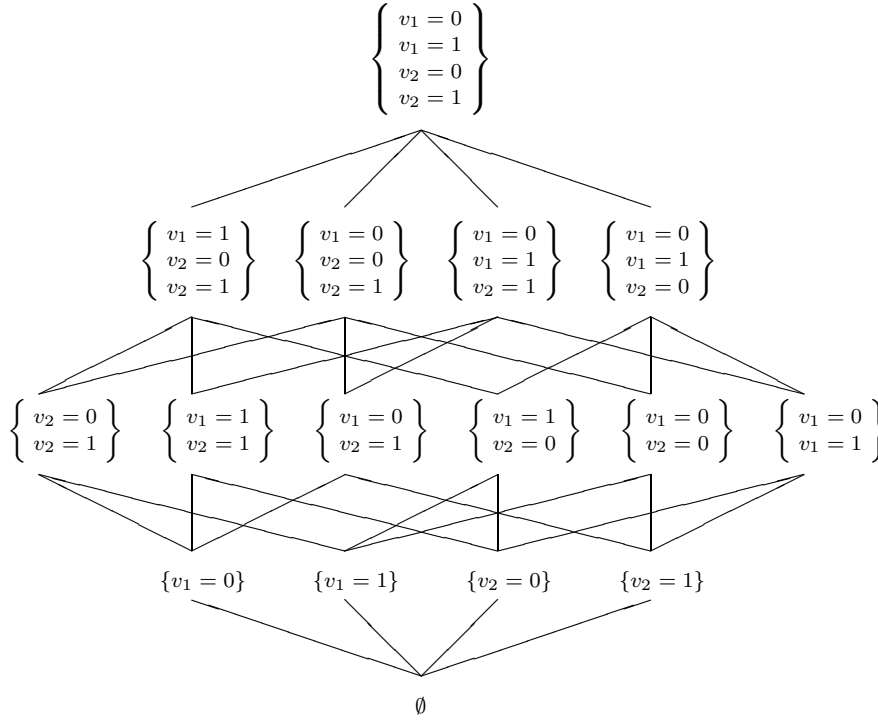 { v₁ = 0
v₁ = 1
v₂ = 0
v₂ = 1 }
{ v₁ = 1 } { v₁ = 0 } { v₁ = 0 } { v₁ = 0 }
{ v₂ = 0 } { v₂ = 0 } { v₁ = 1 } { v₁ = 1 }
{ v₂ = 1 } { v₂ = 1 } { v₂ = 1 } { v₂ = 0 }
{ v₂ = 0 } { v₁ = 1 } { v₁ = 0 } { v₁ = 1 } { v₁ = 0 } { v₁ = 0 }
{ v₂ = 1 } { v₂ = 1 } { v₂ = 1 } { v₂ = 0 } { v₂ = 0 } { v₁ = 1 }
{v₁ = 0} {v₁ = 1} {v₂ = 0} {v₂ = 1}
∅